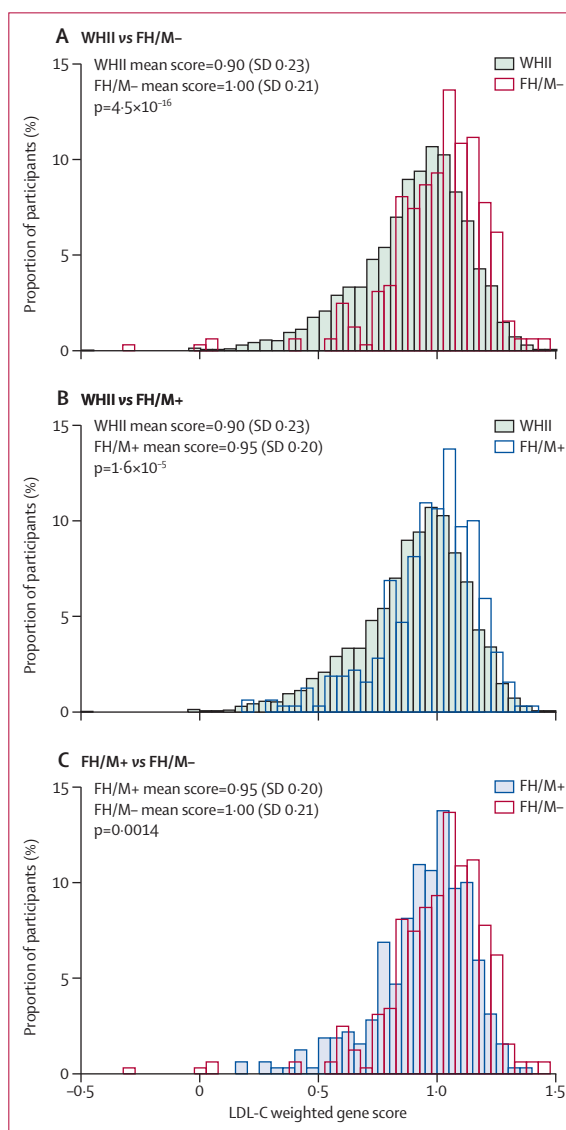 A WHII vs FH/M–
WHII mean score=0·90 (SD 0·23)
FH/M– mean score=1·00 (SD 0·21)
p=4·5×10⁻¹⁶
WHII
FH/M–
15
10
5
0
Proportion of participants (%)
B WHII vs FH/M+
WHII mean score=0·90 (SD 0·23)
FH/M+ mean score=0·95 (SD 0·20)
p=1·6×10⁻⁵
WHII
FH/M+
15
10
5
0
Proportion of participants (%)
C FH/M+ vs FH/M–
FH/M+ mean score=0·95 (SD 0·20)
FH/M– mean score=1·00 (SD 0·21)
p=0·0014
FH/M+
FH/M–
15
10
5
0
Proportion of participants (%)
–0·5 0 0·5 1·0 1·5
LDL-C weighted gene score